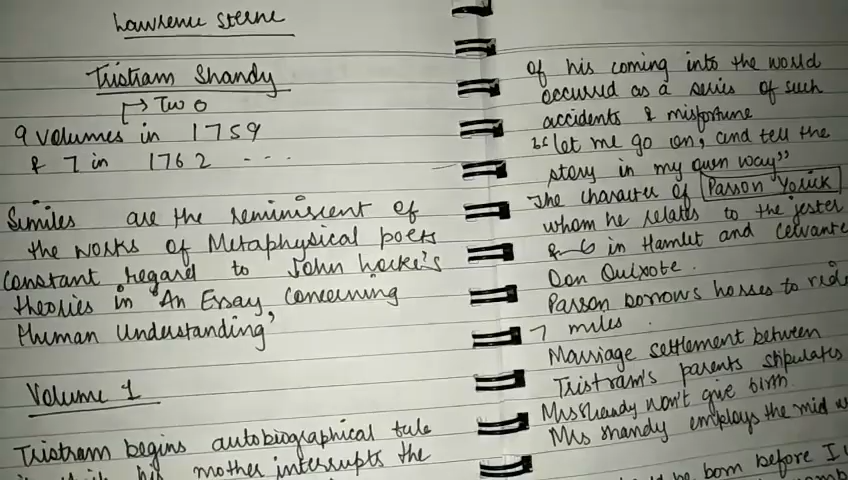 Lawrence Sterne
Tristram Shandy
→ Two
9 volumes in 1759
& 7 in 1762 ...
Similes are the reminiscent of
the works of Metaphysical poets
constant regard to John Locke's
theories in 'An Essay Concerning
Human Understanding'
Volume 1
Tristram begins autobiographical tale
his mother interrupts the
of his coming into the world
occurred as a series of such
accidents & misfortune
"let me go on, and tell the
story in my own way"
The character of Parson Yorick
whom he relates to the jester
in Hamlet and Cervante
Don Quixote.
Parson borrows horses to ride
7 miles.
Marriage settlement between
Tristram's parents stipulates
Mrs Shandy won't give birth.
Mrs Shandy employs the mid
be born before I